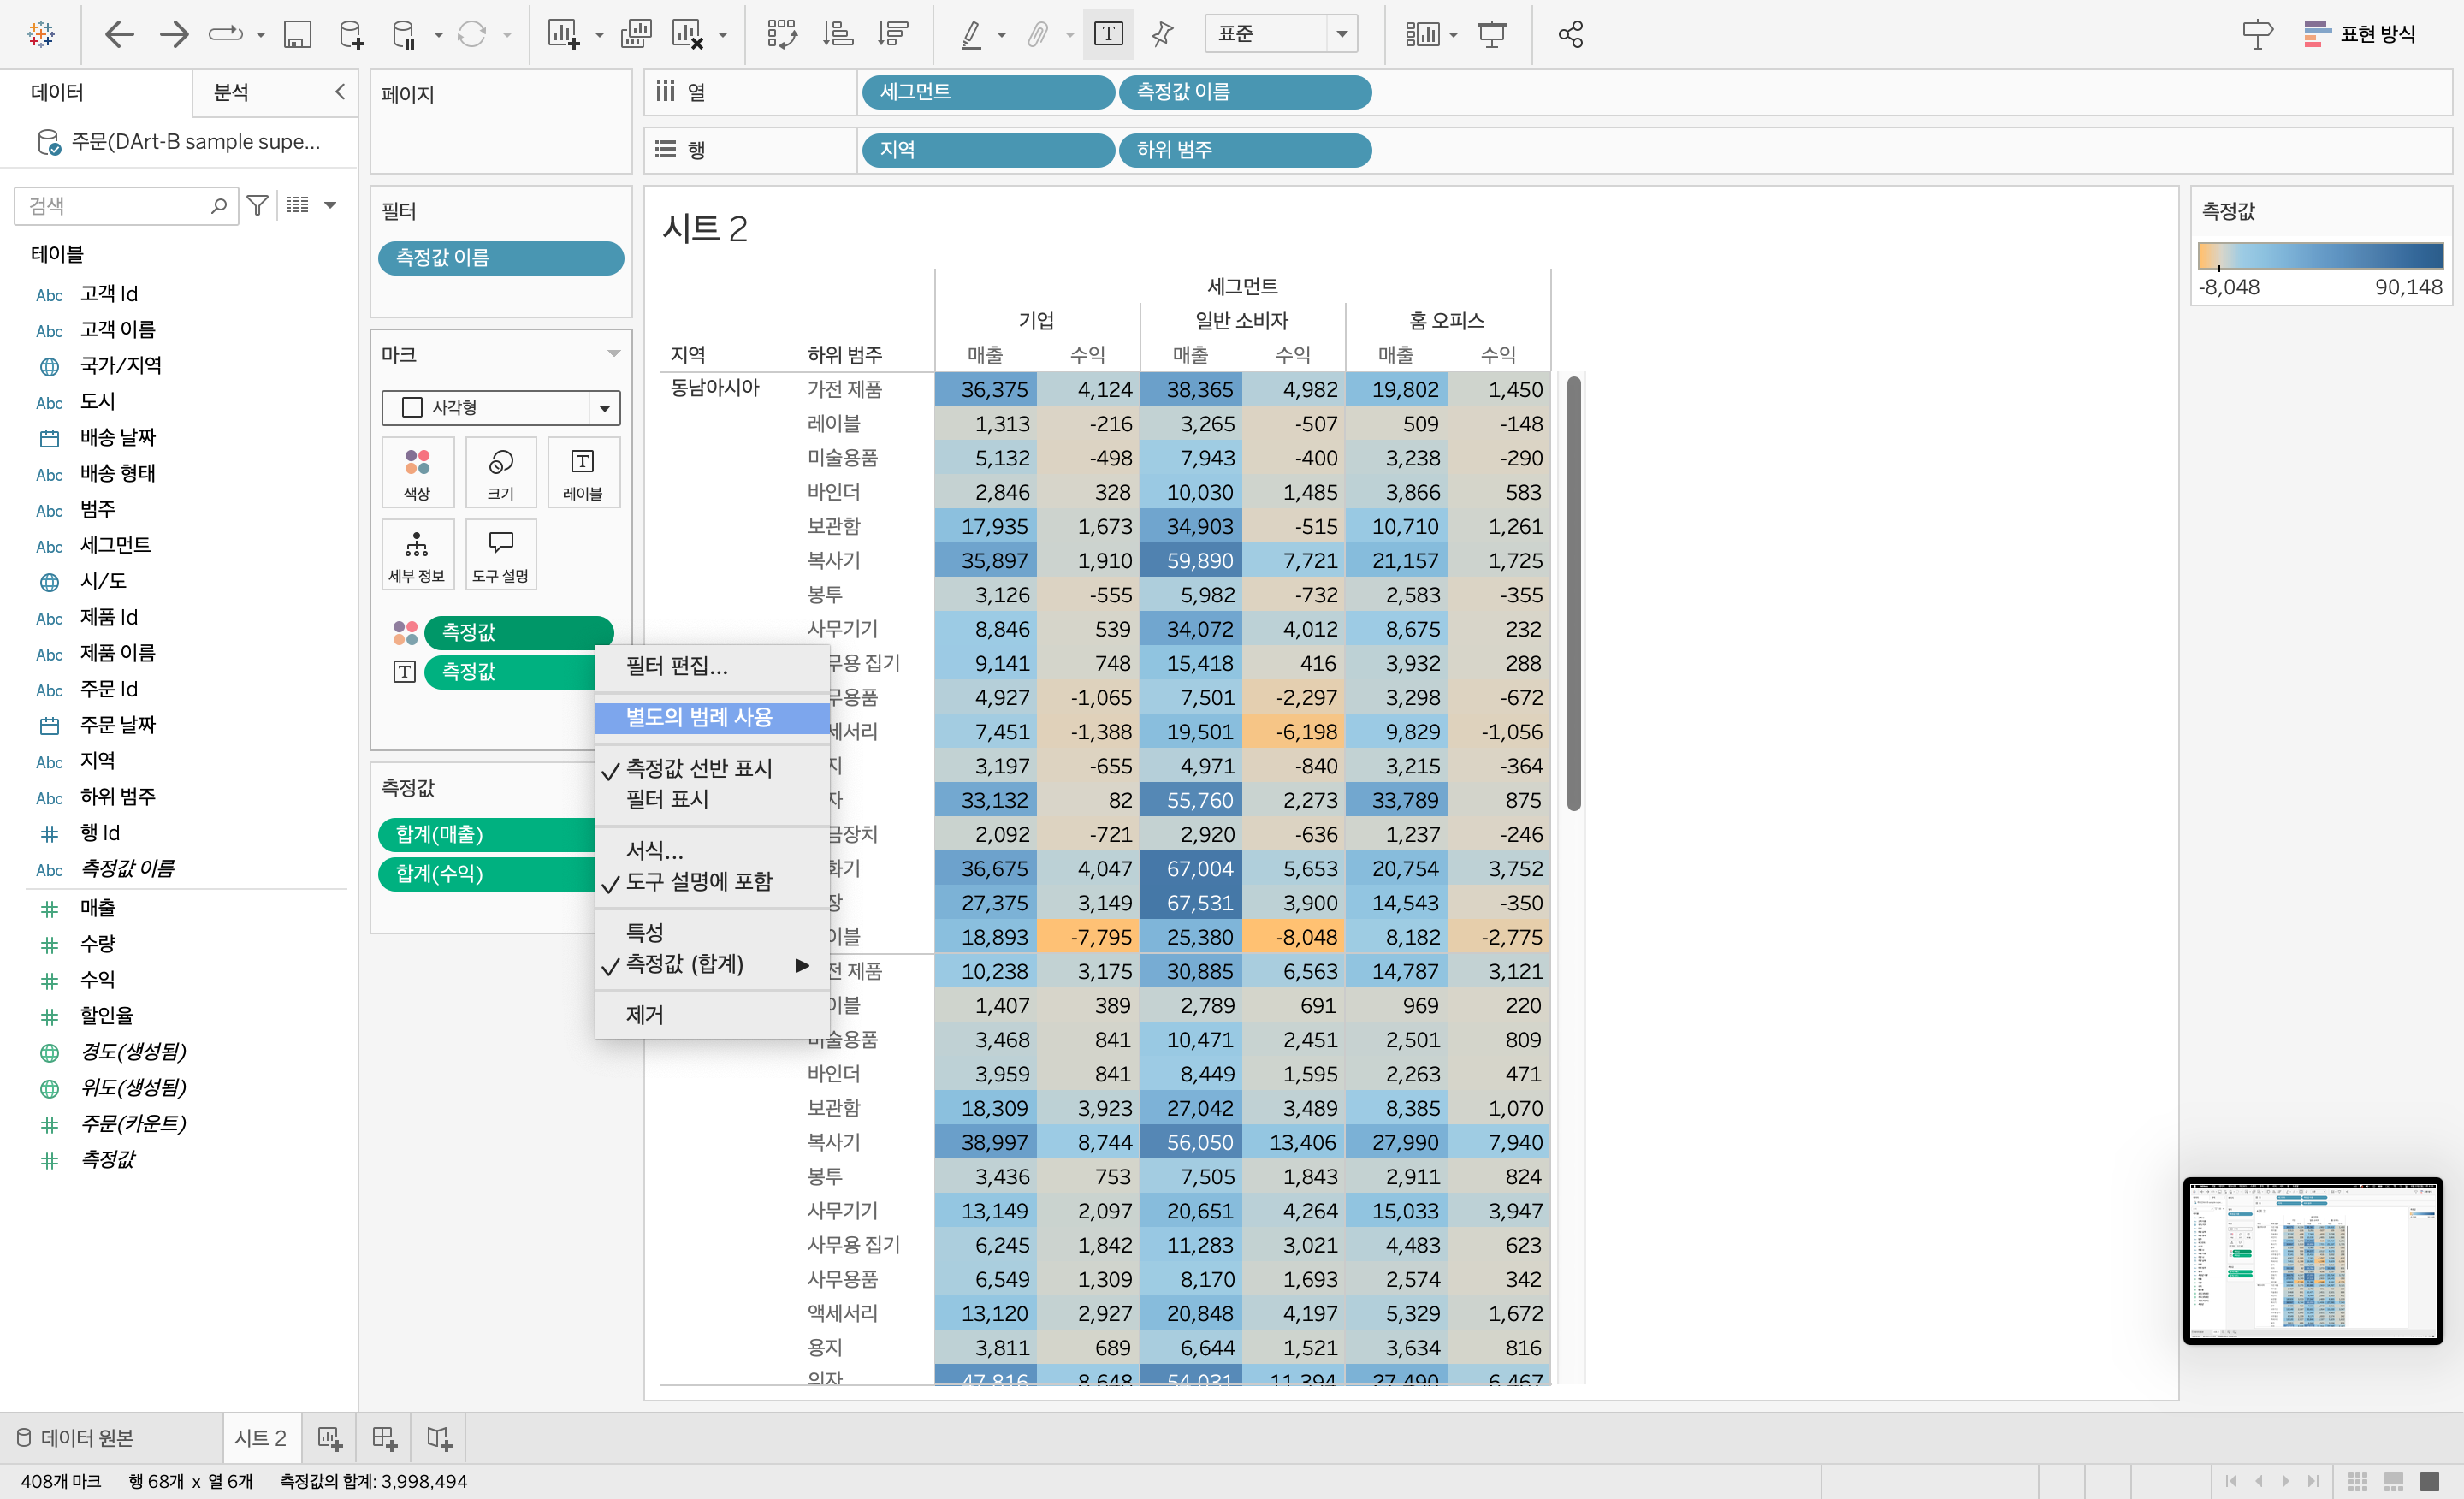 표준
표현 방식
데이터
분석
주문(DArt-B sample supe...
검색
테이블
Abc 고객 Id
Abc 고객 이름
국가/지역
Abc 도시
배송 날짜
Abc 배송 형태
Abc 범주
Abc 세그먼트
시/도
Abc 제품 Id
Abc 제품 이름
Abc 주문 Id
주문 날짜
Abc 지역
Abc 하위 범주
행 Id
Abc 측정값 이름
매출
수량
수익
할인율
경도(생성됨)
위도(생성됨)
주문(카운트)
측정값
페이지
필터
측정값 이름
마크
사각형
색상 크기 레이블
세부 정보 도구 설명
측정값
측정값
측정값
합계(매출)
합계(수익)
필터 편집...
별도의 범례 사용
측정값 선반 표시
필터 표시
서식...
도구 설명에 포함
특성
측정값 (합계)
제거
열 세그먼트 측정값 이름
행 지역 하위 범주
시트 2
세그먼트
기업 일반 소비자 홈 오피스
지역 하위 범주 매출 수익 매출 수익 매출 수익
동남아시아 가전 제품 36,375 4,124 38,365 4,982 19,802 1,450
레이블 1,313 -216 3,265 -507 509 -148
미술용품 5,132 -498 7,943 -400 3,238 -290
바인더 2,846 328 10,030 1,485 3,866 583
보관함 17,935 1,673 34,903 -515 10,710 1,261
복사기 35,897 1,910 59,890 7,721 21,157 1,725
봉투 3,126 -555 5,982 -732 2,583 -355
사무기기 8,846 539 34,072 4,012 8,675 232
무용 집기 9,141 748 15,418 416 3,932 288
무용품 4,927 -1,065 7,501 -2,297 3,298 -672
세서리 7,451 -1,388 19,501 -6,198 9,829 -1,056
지 3,197 -655 4,971 -840 3,215 -364
자 33,132 82 55,760 2,273 33,789 875
금장치 2,092 -721 2,920 -636 1,237 -246
화기 36,675 4,047 67,004 5,653 20,754 3,752
장 27,375 3,149 67,531 3,900 14,543 -350
이블 18,893 -7,795 25,380 -8,048 8,182 -2,775
전 제품 10,238 3,175 30,885 6,563 14,787 3,121
이블 1,407 389 2,789 691 969 220
미술용품 3,468 841 10,471 2,451 2,501 809
바인더 3,959 841 8,449 1,595 2,263 471
보관함 18,309 3,923 27,042 3,489 8,385 1,070
복사기 38,997 8,744 56,050 13,406 27,990 7,940
봉투 3,436 753 7,505 1,843 2,911 824
사무기기 13,149 2,097 20,651 4,264 15,033 3,947
사무용 집기 6,245 1,842 11,283 3,021 4,483 623
사무용품 6,549 1,309 8,170 1,693 2,574 342
액세서리 13,120 2,927 20,848 4,197 5,329 1,672
용지 3,811 689 6,644 1,521 3,634 816
의자 47,816 8,648 54,031 11,394 27,490 6,467
측정값
-8,048 90,148
데이터 원본
시트 2
408개 마크 행 68개 x 열 6개 측정값의 합계: 3,998,494